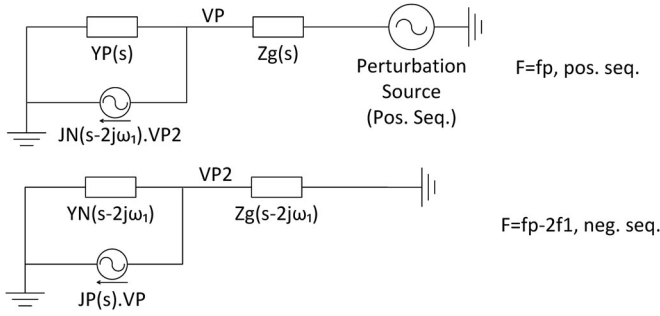 VP
YP(s)
Zg(s)
Perturbation
Source
(Pos. Seq.)
F=fp, pos. seq.
JN(s-2jω₁).VP2
VP2
YN(s-2jω₁)
Zg(s-2jω₁)
F=fp-2f1, neg. seq.
JP(s).VP